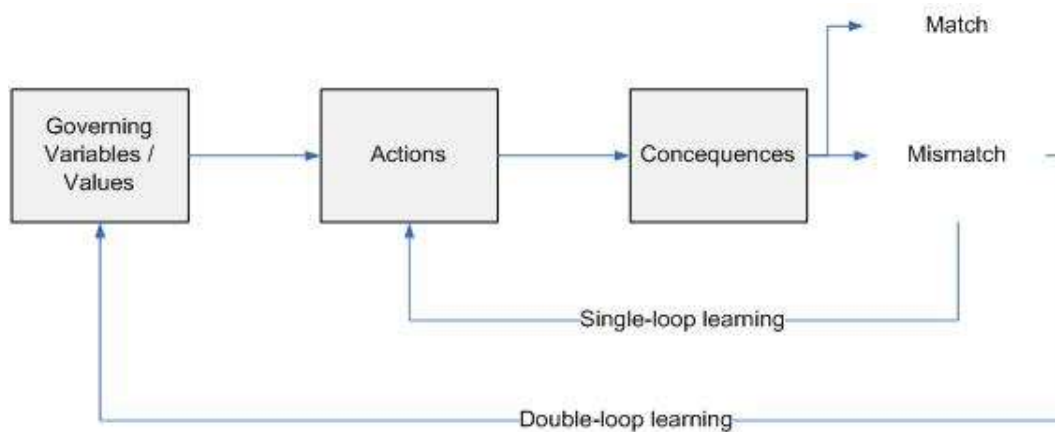 Match
Governing
Variables /
Values
Actions
Concequences
Mismatch
Single-loop learning
Double-loop learning